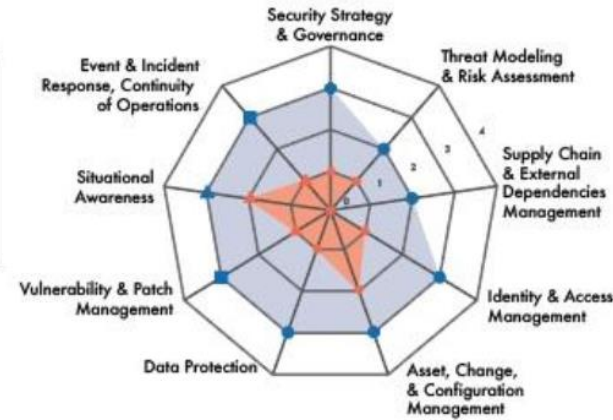 Security Strategy
& Governance
Threat Modeling
& Risk Assessment
Supply Chain
& External
Dependencies
Management
Identity & Access
Management
Asset, Change,
& Configuration
Management
Data Protection
Vulnerability & Patch
Management
Situational
Awareness
Event & Incident
Response, Continuity
of Operations
0
1
2
3
4